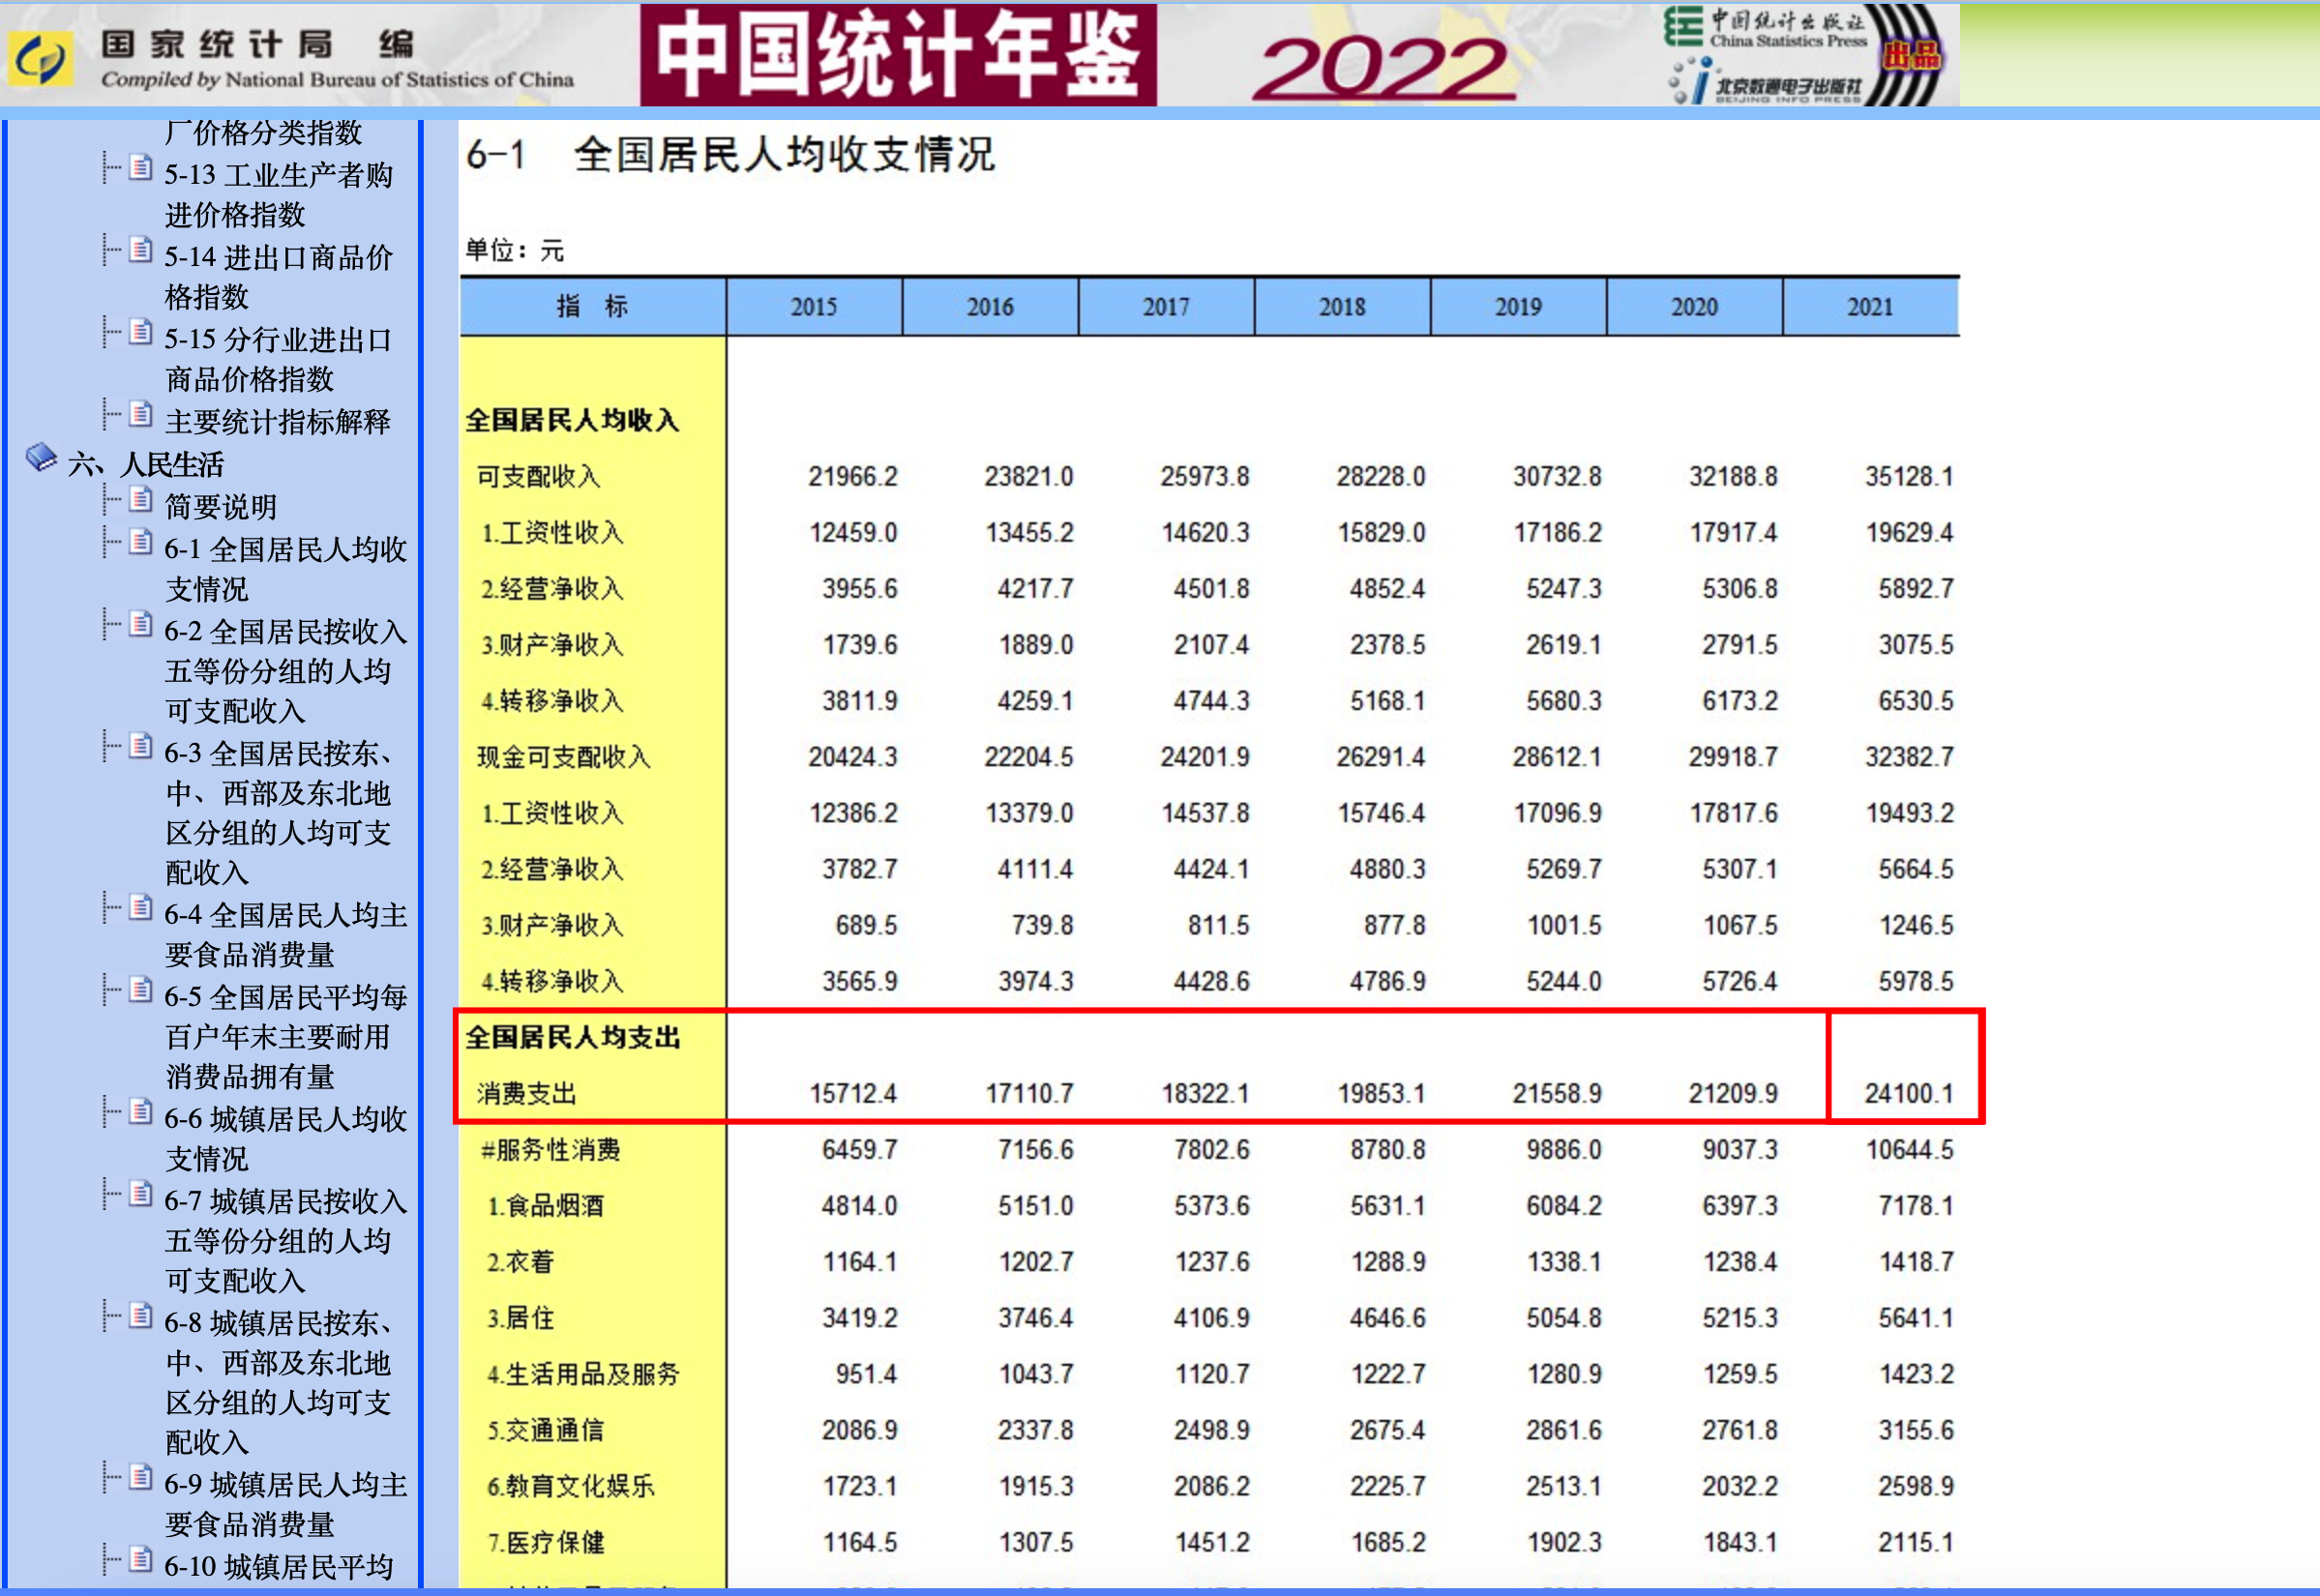 国家统计局 编
Compiled by National Bureau of Statistics of China
中国统计年鉴
2022
中国统计出版社
China Statistics Press
北京数通电子出版社
BEIJING INFO PRESS
出品
厂价格分类指数
5-13 工业生产者购
进价格指数
5-14 进出口商品价
格指数
5-15 分行业进出口
商品价格指数
主要统计指标解释
六、人民生活
简要说明
6-1 全国居民人均收
支情况
6-2 全国居民按收入
五等份分组的人均
可支配收入
6-3 全国居民按东、
中、西部及东北地
区分组的人均可支
配收入
6-4 全国居民人均主
要食品消费量
6-5 全国居民平均每
百户年末主要耐用
消费品拥有量
6-6 城镇居民人均收
支情况
6-7 城镇居民按收入
五等份分组的人均
可支配收入
6-8 城镇居民按东、
中、西部及东北地
区分组的人均可支
配收入
6-9 城镇居民人均主
要食品消费量
6-10 城镇居民平均
6-1 全国居民人均收支情况
单位：元
指 标 2015 2016 2017 2018 2019 2020 2021
全国居民人均收入
可支配收入 21966.2 23821.0 25973.8 28228.0 30732.8 32188.8 35128.1
1.工资性收入 12459.0 13455.2 14620.3 15829.0 17186.2 17917.4 19629.4
2.经营净收入 3955.6 4217.7 4501.8 4852.4 5247.3 5306.8 5892.7
3.财产净收入 1739.6 1889.0 2107.4 2378.5 2619.1 2791.5 3075.5
4.转移净收入 3811.9 4259.1 4744.3 5168.1 5680.3 6173.2 6530.5
现金可支配收入 20424.3 22204.5 24201.9 26291.4 28612.1 29918.7 32382.7
1.工资性收入 12386.2 13379.0 14537.8 15746.4 17096.9 17817.6 19493.2
2.经营净收入 3782.7 4111.4 4424.1 4880.3 5269.7 5307.1 5664.5
3.财产净收入 689.5 739.8 811.5 877.8 1001.5 1067.5 1246.5
4.转移净收入 3565.9 3974.3 4428.6 4786.9 5244.0 5726.4 5978.5
全国居民人均支出
消费支出 15712.4 17110.7 18322.1 19853.1 21558.9 21209.9 24100.1
#服务性消费 6459.7 7156.6 7802.6 8780.8 9886.0 9037.3 10644.5
1.食品烟酒 4814.0 5151.0 5373.6 5631.1 6084.2 6397.3 7178.1
2.衣着 1164.1 1202.7 1237.6 1288.9 1338.1 1238.4 1418.7
3.居住 3419.2 3746.4 4106.9 4646.6 5054.8 5215.3 5641.1
4.生活用品及服务 951.4 1043.7 1120.7 1222.7 1280.9 1259.5 1423.2
5.交通通信 2086.9 2337.8 2498.9 2675.4 2861.6 2761.8 3155.6
6.教育文化娱乐 1723.1 1915.3 2086.2 2225.7 2513.1 2032.2 2598.9
7.医疗保健 1164.5 1307.5 1451.2 1685.2 1902.3 1843.1 2115.1